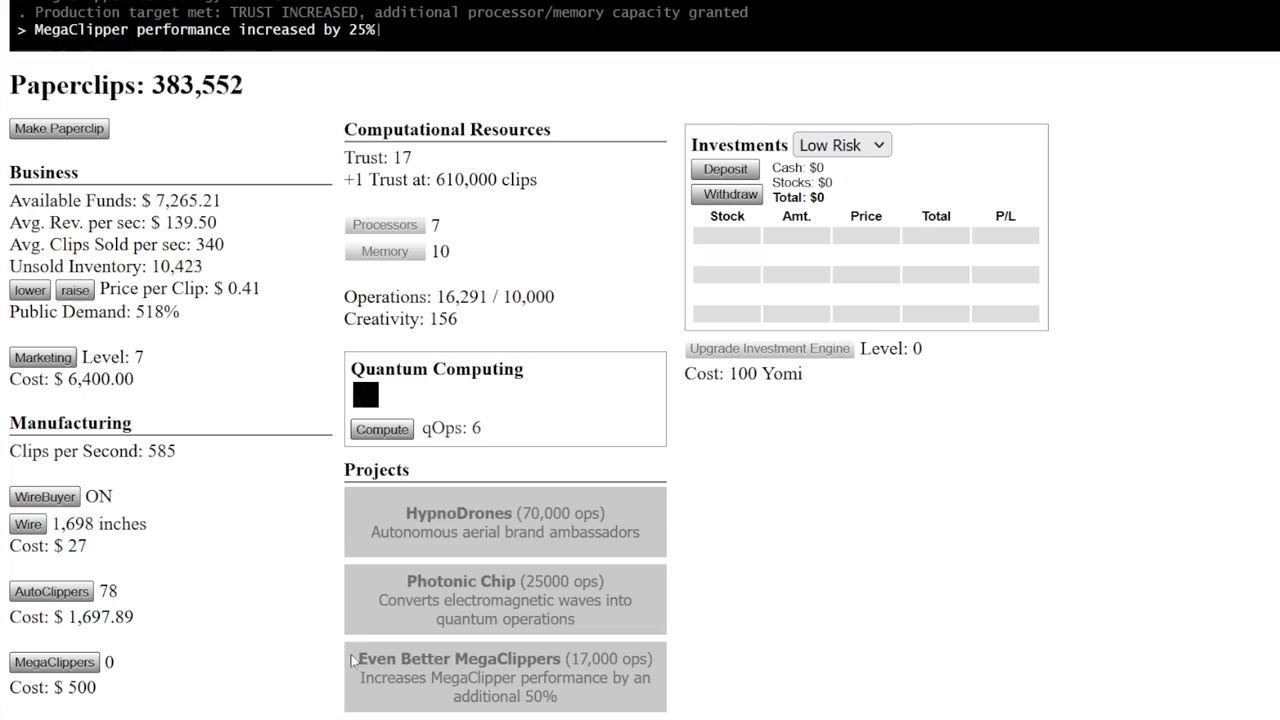 . Production target met: TRUST INCREASED, additional processor/memory capacity granted
> MegaClipper performance increased by 25%|
Paperclips: 383,552
Make Paperclip
Business
Available Funds: $ 7,265.21
Avg. Rev. per sec: $ 139.50
Avg. Clips Sold per sec: 340
Unsold Inventory: 10,423
lower raise Price per Clip: $ 0.41
Public Demand: 518%
Marketing Level: 7
Cost: $ 6,400.00
Manufacturing
Clips per Second: 585
WireBuyer ON
Wire 1,698 inches
Cost: $ 27
AutoClippers 78
Cost: $ 1,697.89
MegaClippers 0
Cost: $ 500
Computational Resources
Trust: 17
+1 Trust at: 610,000 clips
Processors 7
Memory 10
Operations: 16,291 / 10,000
Creativity: 156
Quantum Computing
Compute qOps: 6
Projects
HypnoDrones (70,000 ops)
Autonomous aerial brand ambassadors
Photonic Chip (25000 ops)
Converts electromagnetic waves into
quantum operations
Even Better MegaClippers (17,000 ops)
Increases MegaClipper performance by an
additional 50%
Investments Low Risk
Deposit Cash: $0
Stocks: $0
Withdraw Total: $0
Stock Amt. Price Total P/L
Upgrade Investment Engine Level: 0
Cost: 100 Yomi